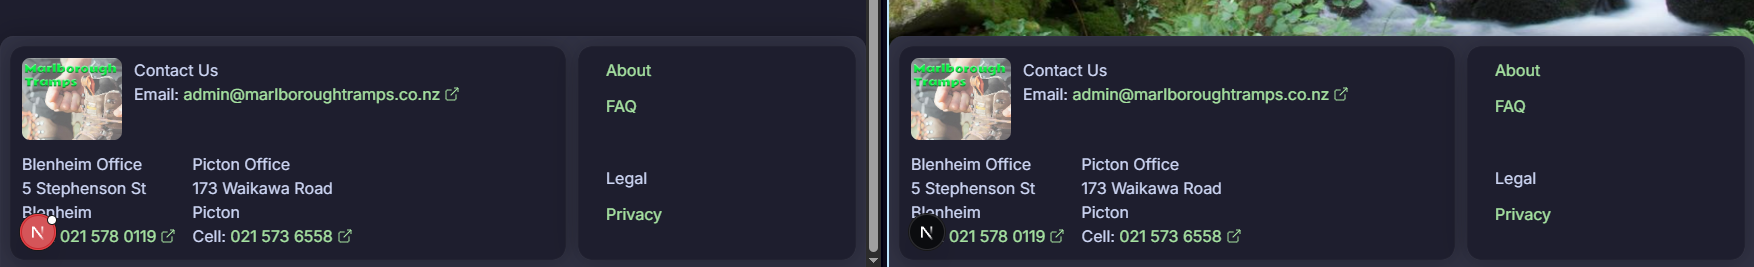 Marlborough
Tramps
Contact Us
Email: admin@marlboroughtramps.co.nz
Blenheim Office
5 Stephenson St
Blenheim
021 578 0119
Picton Office
173 Waikawa Road
Picton
Cell: 021 573 6558
About
FAQ
Legal
Privacy
N
Marlborough
Tramps
Contact Us
Email: admin@marlboroughtramps.co.nz
Blenheim Office
5 Stephenson St
Blenheim
021 578 0119
Picton Office
173 Waikawa Road
Picton
Cell: 021 573 6558
About
FAQ
Legal
Privacy
N